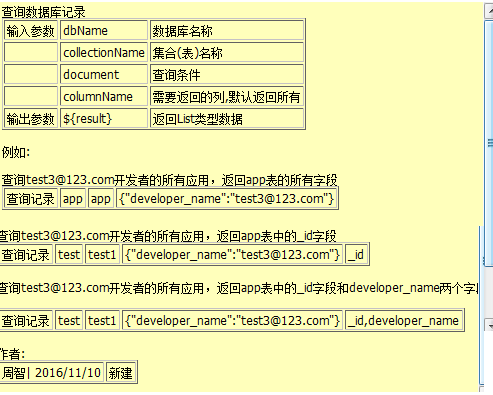 查询数据库记录
输入参数 dbName 数据库名称
collectionName 集合(表)名称
document 查询条件
columnName 需要返回的列,默认返回所有
输出参数 ${result} 返回List类型数据
例如:
查询test3@123.com开发者的所有应用，返回app表的所有字段
查询记录 app app {"developer_name":"test3@123.com"}
查询test3@123.com开发者的所有应用，返回app表中的_id字段
查询记录 test test1 {"developer_name":"test3@123.com"} _id
查询test3@123.com开发者的所有应用，返回app表中的_id字段和developer_name两个字
查询记录 test test1 {"developer_name":"test3@123.com"} _id,developer_name
作者:
周智| 2016/11/10 新建